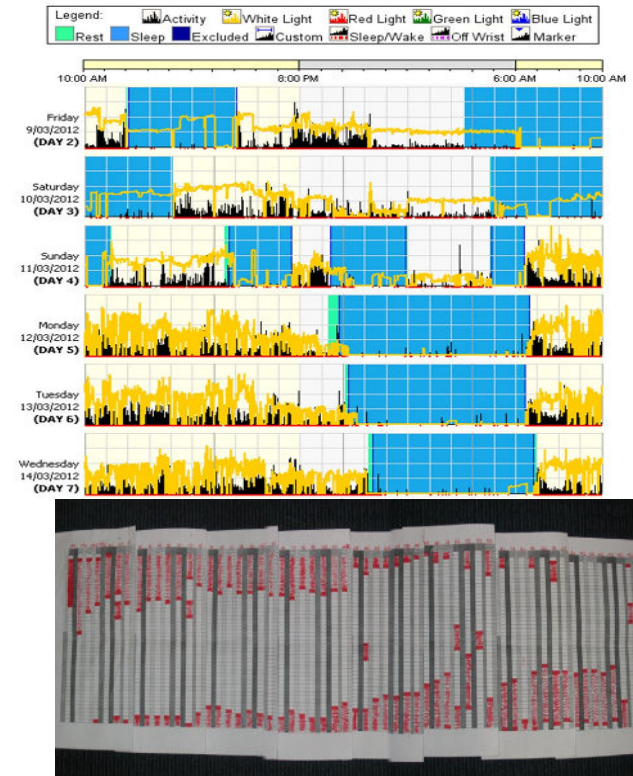 Legend: Activity White Light Red Light Green Light Blue Light
Rest Sleep Excluded Custom Sleep/Wake Off Wrist Marker
10:00 AM 8:00 PM 6:00 AM 10:00 AM
Friday
9/03/2012
(DAY 2)
Saturday
10/03/2012
(DAY 3)
Sunday
11/03/2012
(DAY 4)
Monday
12/03/2012
(DAY 5)
Tuesday
13/03/2012
(DAY 6)
Wednesday
14/03/2012
(DAY 7)